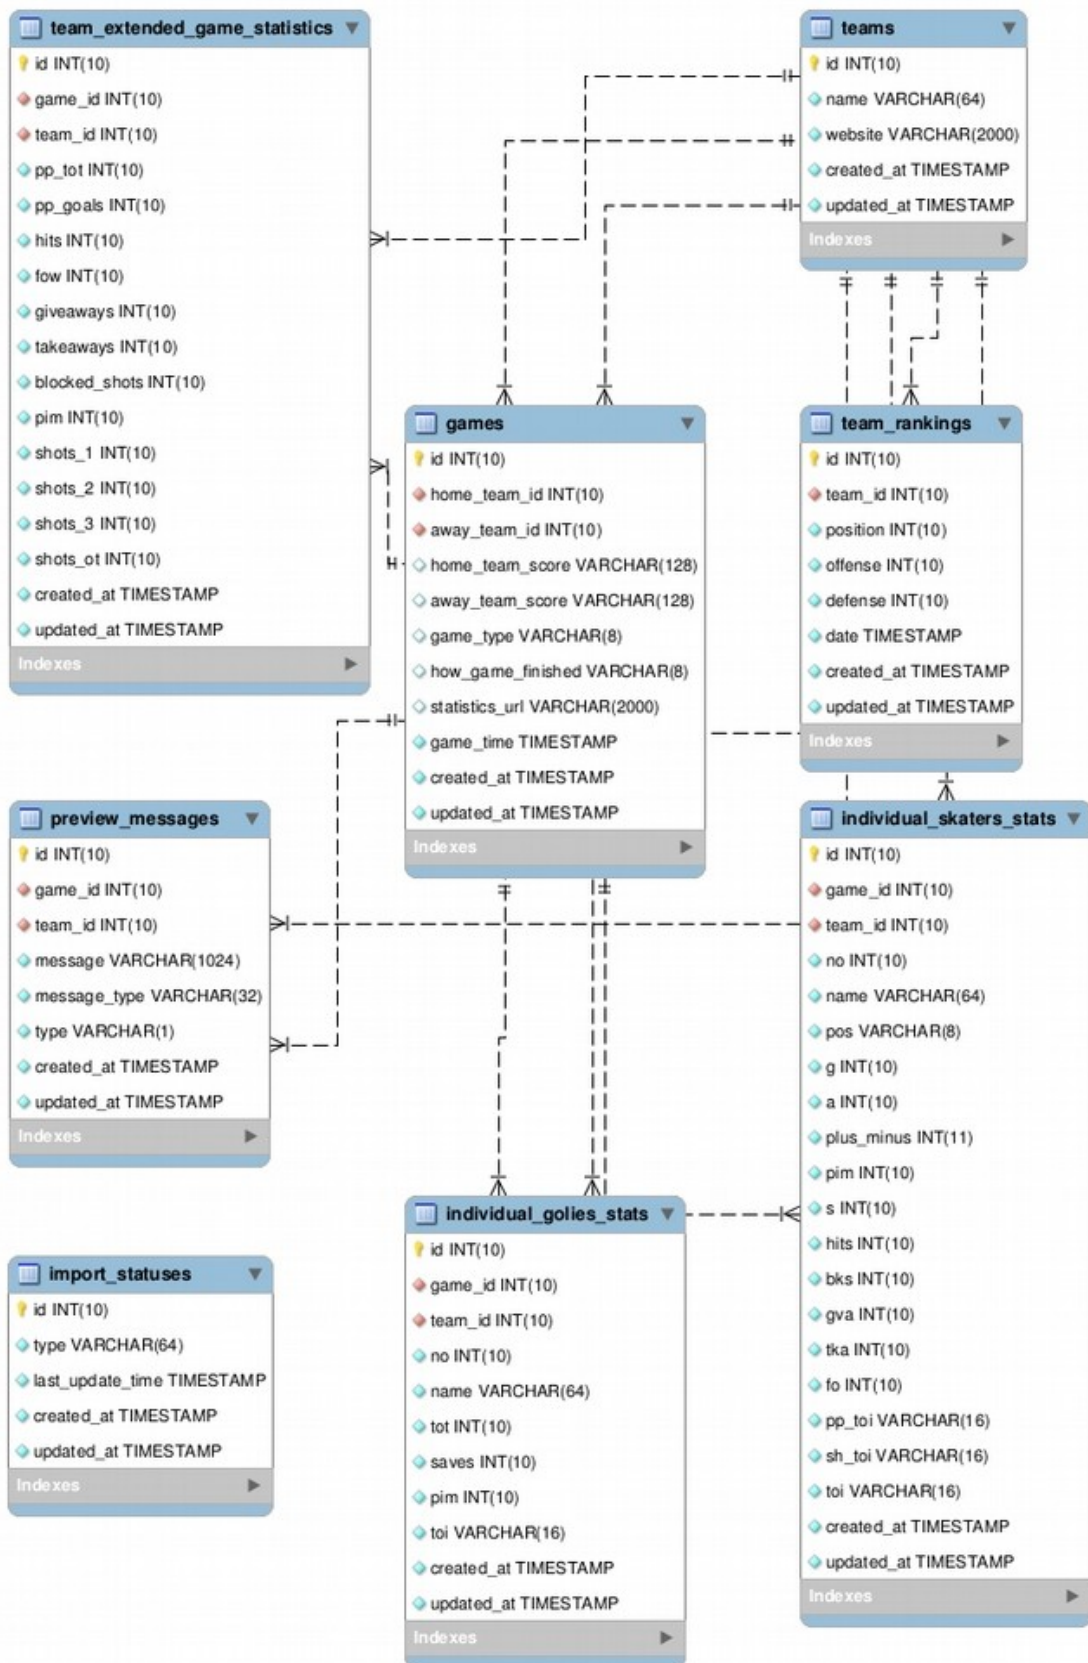 team_extended_game_statistics
id INT(10)
game_id INT(10)
team_id INT(10)
pp_tot INT(10)
pp_goals INT(10)
hits INT(10)
fow INT(10)
giveaways INT(10)
takeaways INT(10)
blocked_shots INT(10)
pim INT(10)
shots_1 INT(10)
shots_2 INT(10)
shots_3 INT(10)
shots_ot INT(10)
created_at TIMESTAMP
updated_at TIMESTAMP
Indexes
teams
id INT(10)
name VARCHAR(64)
website VARCHAR(2000)
created_at TIMESTAMP
updated_at TIMESTAMP
Indexes
games
id INT(10)
home_team_id INT(10)
away_team_id INT(10)
home_team_score VARCHAR(128)
away_team_score VARCHAR(128)
game_type VARCHAR(8)
how_game_finished VARCHAR(8)
statistics_url VARCHAR(2000)
game_time TIMESTAMP
created_at TIMESTAMP
updated_at TIMESTAMP
Indexes
team_rankings
id INT(10)
team_id INT(10)
position INT(10)
offense INT(10)
defense INT(10)
date TIMESTAMP
created_at TIMESTAMP
updated_at TIMESTAMP
Indexes
preview_messages
id INT(10)
game_id INT(10)
team_id INT(10)
message VARCHAR(1024)
message_type VARCHAR(32)
type VARCHAR(1)
created_at TIMESTAMP
updated_at TIMESTAMP
Indexes
individual_skaters_stats
id INT(10)
game_id INT(10)
team_id INT(10)
no INT(10)
name VARCHAR(64)
pos VARCHAR(8)
g INT(10)
a INT(10)
plus_minus INT(11)
pim INT(10)
s INT(10)
hits INT(10)
bks INT(10)
gva INT(10)
tka INT(10)
fo INT(10)
pp_toi VARCHAR(16)
sh_toi VARCHAR(16)
toi VARCHAR(16)
created_at TIMESTAMP
updated_at TIMESTAMP
Indexes
individual_golies_stats
id INT(10)
game_id INT(10)
team_id INT(10)
no INT(10)
name VARCHAR(64)
tot INT(10)
saves INT(10)
pim INT(10)
toi VARCHAR(16)
created_at TIMESTAMP
updated_at TIMESTAMP
Indexes
import_statuses
id INT(10)
type VARCHAR(64)
last_update_time TIMESTAMP
created_at TIMESTAMP
updated_at TIMESTAMP
Indexes